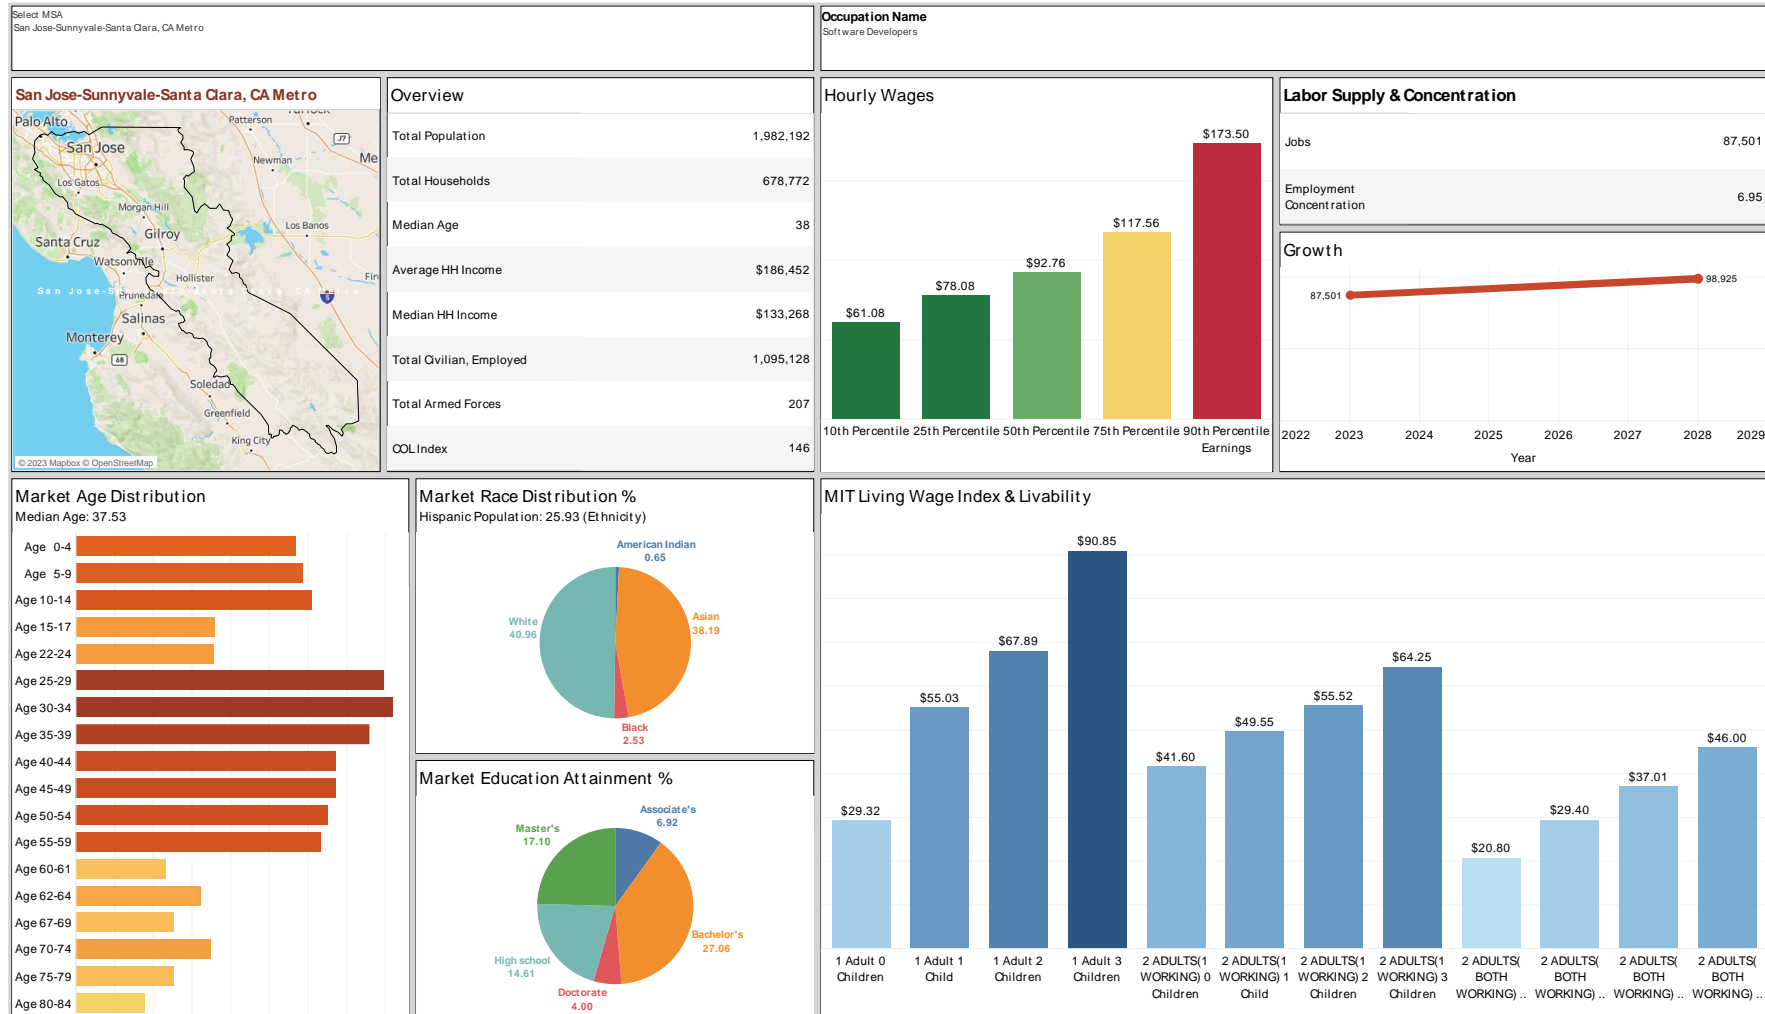 Select MSA
San Jose-Sunnyvale-Santa Clara, CA Metro
Occupation Name
Software Developers
San Jose-Sunnyvale-Santa Clara, CA Metro
Palo Alto
Patterson
J7
San Jose
Newman
Me
Los Gatos
Morgan Hill
Los Banos
Santa Cruz
Gilroy
Watsonville
Hollister
Fir
San Jose-Sunnyvale-Santa Clara, CA Metro
Prunedale
5
Salinas
Monterey
68
Soledad
Greenfield
King City
© 2023 Mapbox © OpenStreetMap
Overview
Total Population 1,982,192
Total Households 678,772
Median Age 38
Average HH Income $186,452
Median HH Income $133,268
Total Civilian, Employed 1,095,128
Total Armed Forces 207
COL Index 146
Hourly Wages
$61.08
$78.08
$92.76
$117.56
$173.50
10th Percentile 25th Percentile 50th Percentile 75th Percentile 90th Percentile
Earnings
Labor Supply & Concentration
Jobs 87,501
Employment
Concentration 6.95
Growth
87,501
98,925
2022 2023 2024 2025 2026 2027 2028 2029
Year
Market Age Distribution
Median Age: 37.53
Age 0-4
Age 5-9
Age 10-14
Age 15-17
Age 22-24
Age 25-29
Age 30-34
Age 35-39
Age 40-44
Age 45-49
Age 50-54
Age 55-59
Age 60-61
Age 62-64
Age 67-69
Age 70-74
Age 75-79
Age 80-84
Market Race Distribution %
Hispanic Population: 25.93 (Ethnicity)
American Indian
0.65
White
40.96
Asian
38.19
Black
2.53
Market Education Attainment %
Associate's
6.92
Master's
17.10
Bachelor's
27.06
High school
14.61
Doctorate
4.00
MIT Living Wage Index & Livability
$29.32
$55.03
$67.89
$90.85
$41.60
$49.55
$55.52
$64.25
$20.80
$29.40
$37.01
$46.00
1 Adult 0
Children
1 Adult 1
Child
1 Adult 2
Children
1 Adult 3
Children
2 ADULTS(1
WORKING) 0
Children
2 ADULTS(1
WORKING) 1
Child
2 ADULTS(1
WORKING) 2
Children
2 ADULTS(1
WORKING) 3
Children
2 ADULTS(
BOTH
WORKING) ..
2 ADULTS(
BOTH
WORKING) ..
2 ADULTS(
BOTH
WORKING) ..
2 ADULTS(
BOTH
WORKING) ..